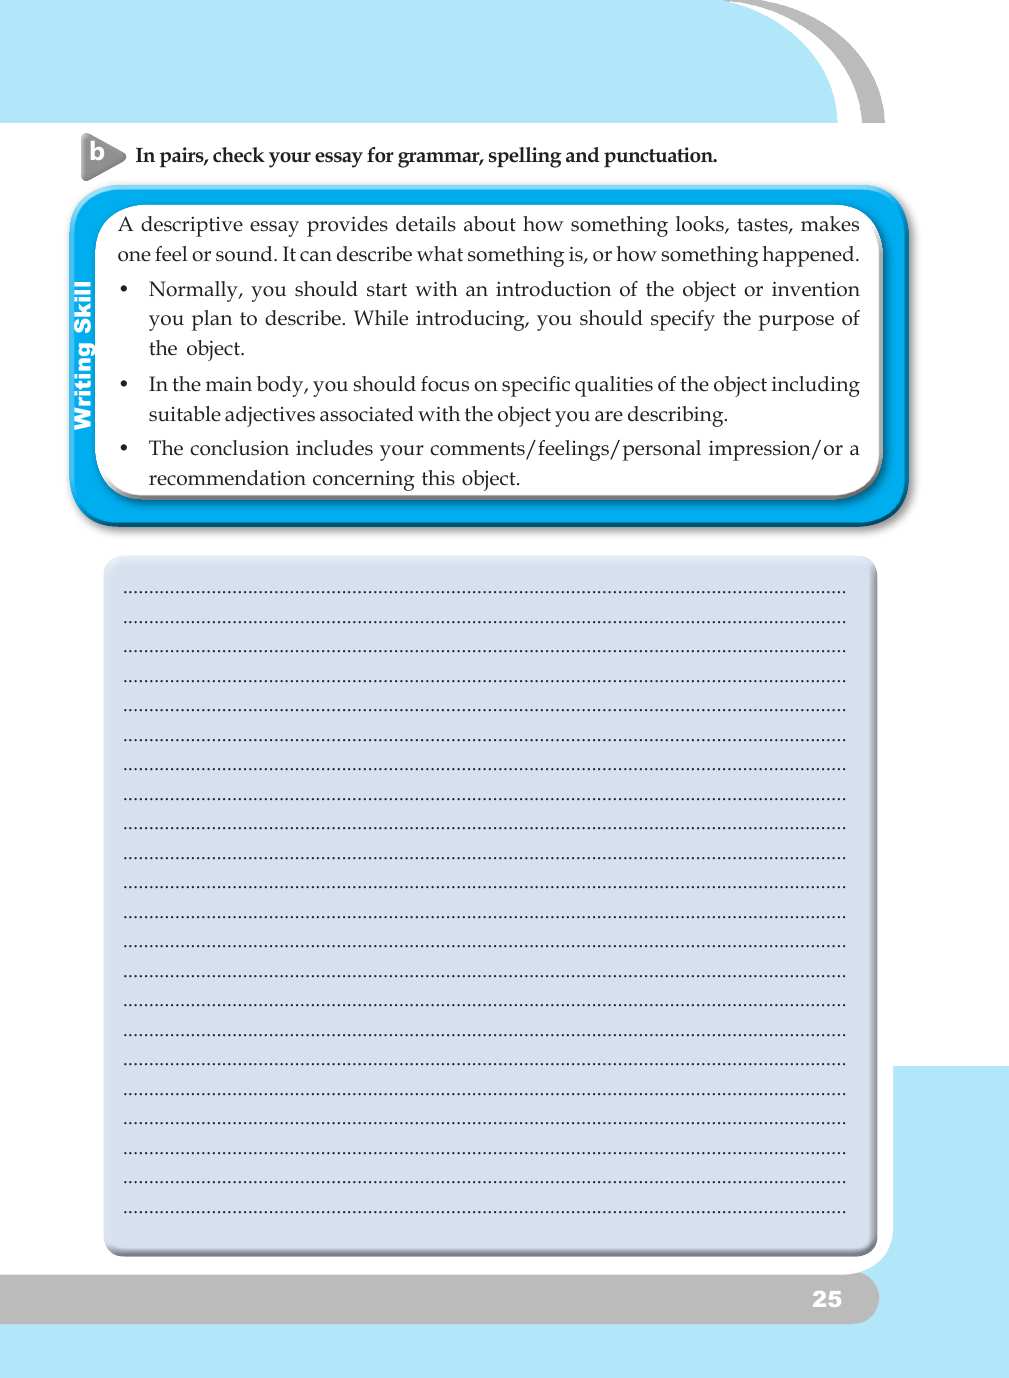 b In pairs, check your essay for grammar, spelling and punctuation.
Writing Skill
A descriptive essay provides details about how something looks, tastes, makes
one feel or sound. It can describe what something is, or how something happened.
• Normally, you should start with an introduction of the object or invention
you plan to describe. While introducing, you should specify the purpose of
the object.
• In the main body, you should focus on specific qualities of the object including
suitable adjectives associated with the object you are describing.
• The conclusion includes your comments/feelings/personal impression/or a
recommendation concerning this object.
25